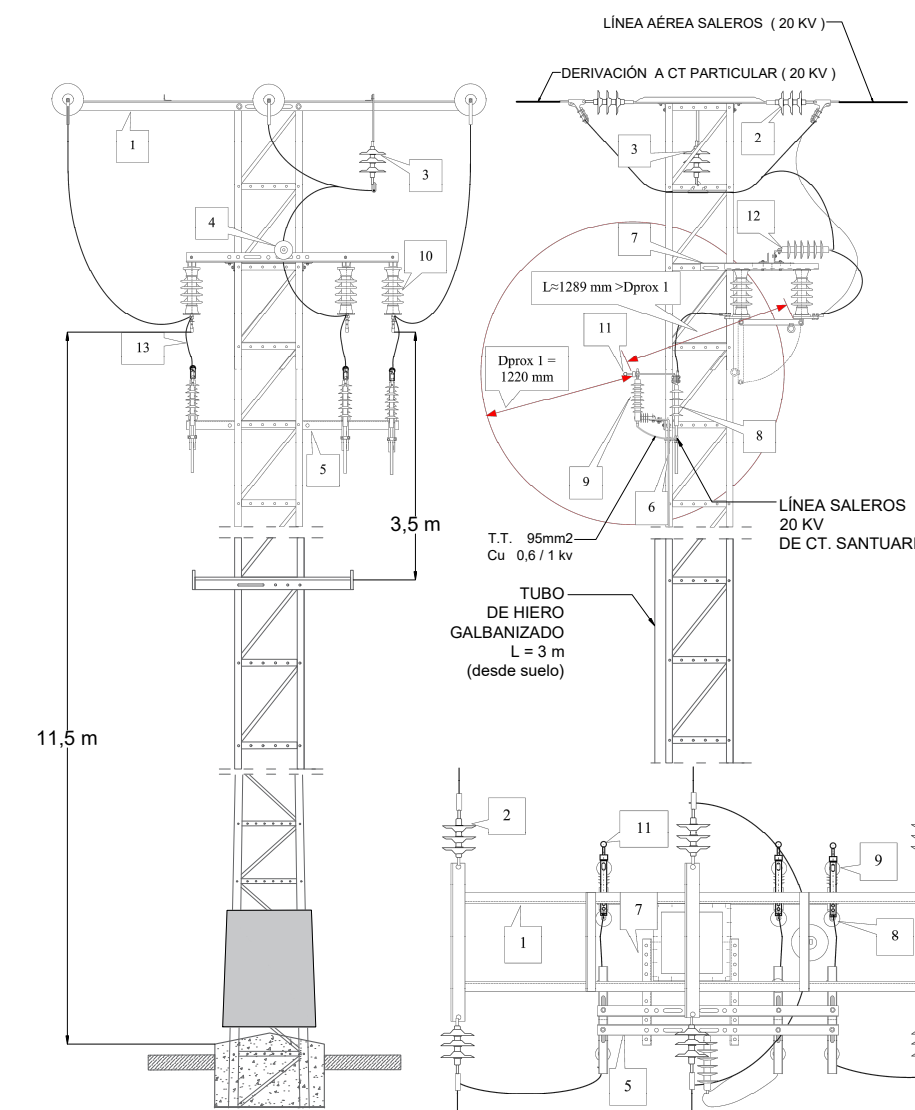 LÍNEA AÉREA SALEROS ( 20 KV )
DERIVACIÓN A CT PARTICULAR ( 20 KV )
1
3
4
10
13
5
3,5 m
11,5 m
2
3
12
7
L≈1289 mm >Dprox 1
11
Dprox 1 =
1220 mm
9
8
6
T.T. 95mm2
Cu 0,6 / 1 kv
LÍNEA SALEROS
20 KV
DE CT. SANTUARI
TUBO
DE HIERO
GALBANIZADO
L = 3 m
(desde suelo)
2
11
9
1
7
8
5